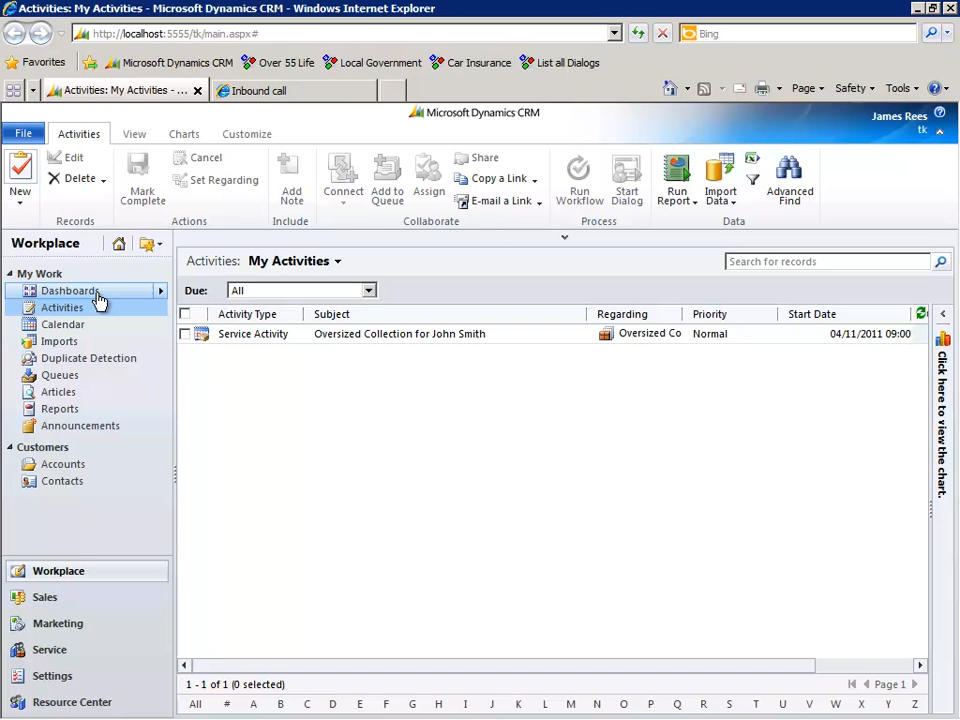 Activities: My Activities - Microsoft Dynamics CRM - Windows Internet Explorer
http://localhost:5555/tk/main.aspx#
Bing
Favorites Microsoft Dynamics CRM Over 55 Life Local Government Car Insurance List all Dialogs
Activities: My Activities - ... Inbound call
Page Safety Tools
Microsoft Dynamics CRM
James Rees
tk
File Activities View Charts Customize
New
Edit
Delete
Records
Mark Complete
Cancel
Set Regarding
Actions
Add Note
Include
Connect
Add to Queue
Assign
Share
Copy a Link
E-mail a Link
Collaborate
Run Workflow
Start Dialog
Process
Run Report
Import Data
Advanced Find
Data
Workplace
My Work
Dashboards
Activities
Calendar
Imports
Duplicate Detection
Queues
Articles
Reports
Announcements
Customers
Accounts
Contacts
Workplace
Sales
Marketing
Service
Settings
Resource Center
Activities: My Activities
Search for records
Due: All
Activity Type Subject Regarding Priority Start Date
Service Activity Oversized Collection for John Smith Oversized Co Normal 04/11/2011 09:00
Click here to view the chart.
1 - 1 of 1 (0 selected)
Page 1
All # A B C D E F G H I J K L M N O P Q R S T U V W X Y Z